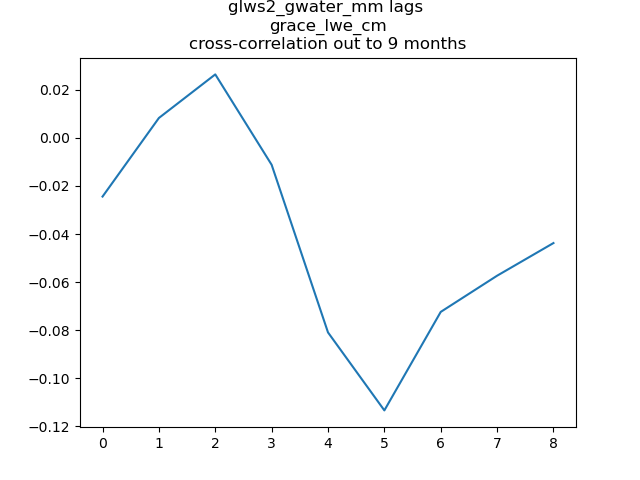 glws2_gwater_mm lags
grace_lwe_cm
cross-correlation out to 9 months
0.02
0.00
−0.02
−0.04
−0.06
−0.08
−0.10
−0.12
0 1 2 3 4 5 6 7 8